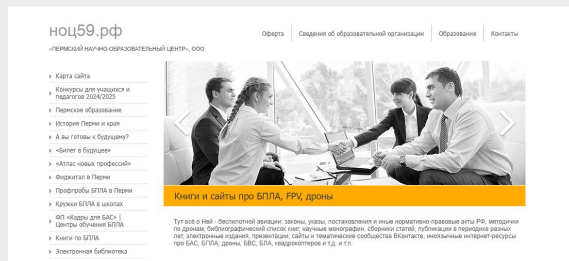 ноц59.рф
«ПЕРМСКИЙ НАУЧНО-ОБРАЗОВАТЕЛЬНЫЙ ЦЕНТР», ООО
Оферта
Сведения об образовательной организации
Образование
Контакты
Карта сайта
Конкурсы для учащихся и
педагогов 2024/2025
Пермское образование
История Перми и края
А вы готовы к будущему?
«Билет в будущее»
«Атлас новых профессий»
Фиджитал в Перми
Профпробы БПЛА в Перми
Кружки БПЛА в школах
ФП «Кадры для БАС» |
Центры обучения БПЛА
Книги по БПЛА
Электронная библиотека
Книги и сайты про БПЛА, FPV, дроны
Тут всё о Ней - беспилотной авиации: законы, указы, постановления и иные нормативно-правовые акты РФ, методички
по дронам, библиографический список книг, научные монографии, сборники статей, публикации в периодике разных
лет, электронные издания, презентации, сайты и тематические сообщества ВКонтакте, иноязычные интернет-ресурсы
про БАС, БПЛА, дроны, БВС, БЛА, квадрокоптеров и т.д. и т.п.